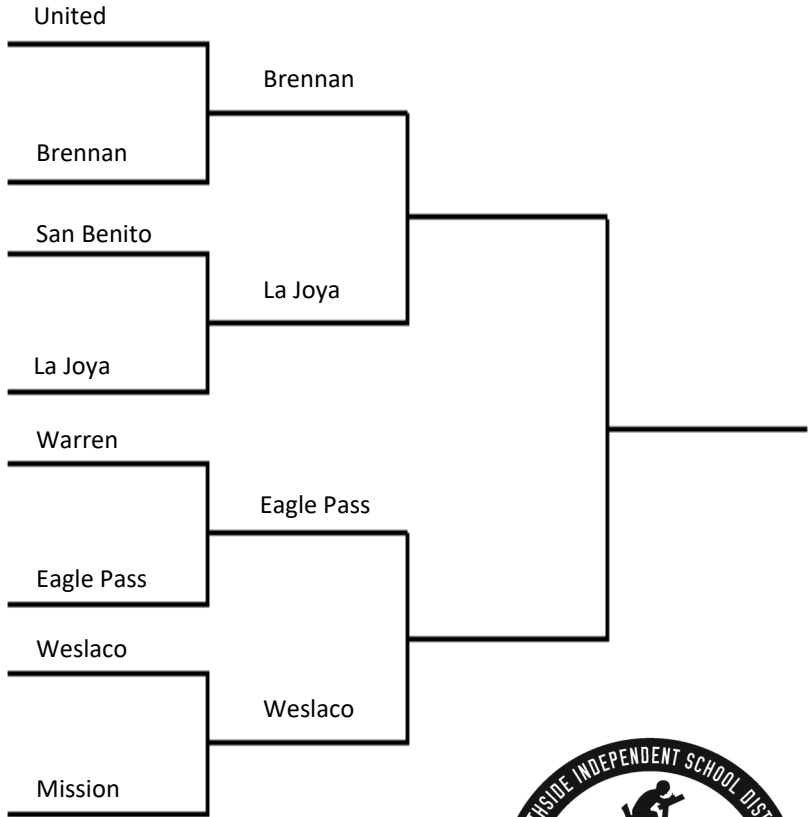 United
Brennan
Brennan
San Benito
La Joya
La Joya
Warren
Eagle Pass
Eagle Pass
Weslaco
Weslaco
Mission
INDEPENDENT SCHOOL